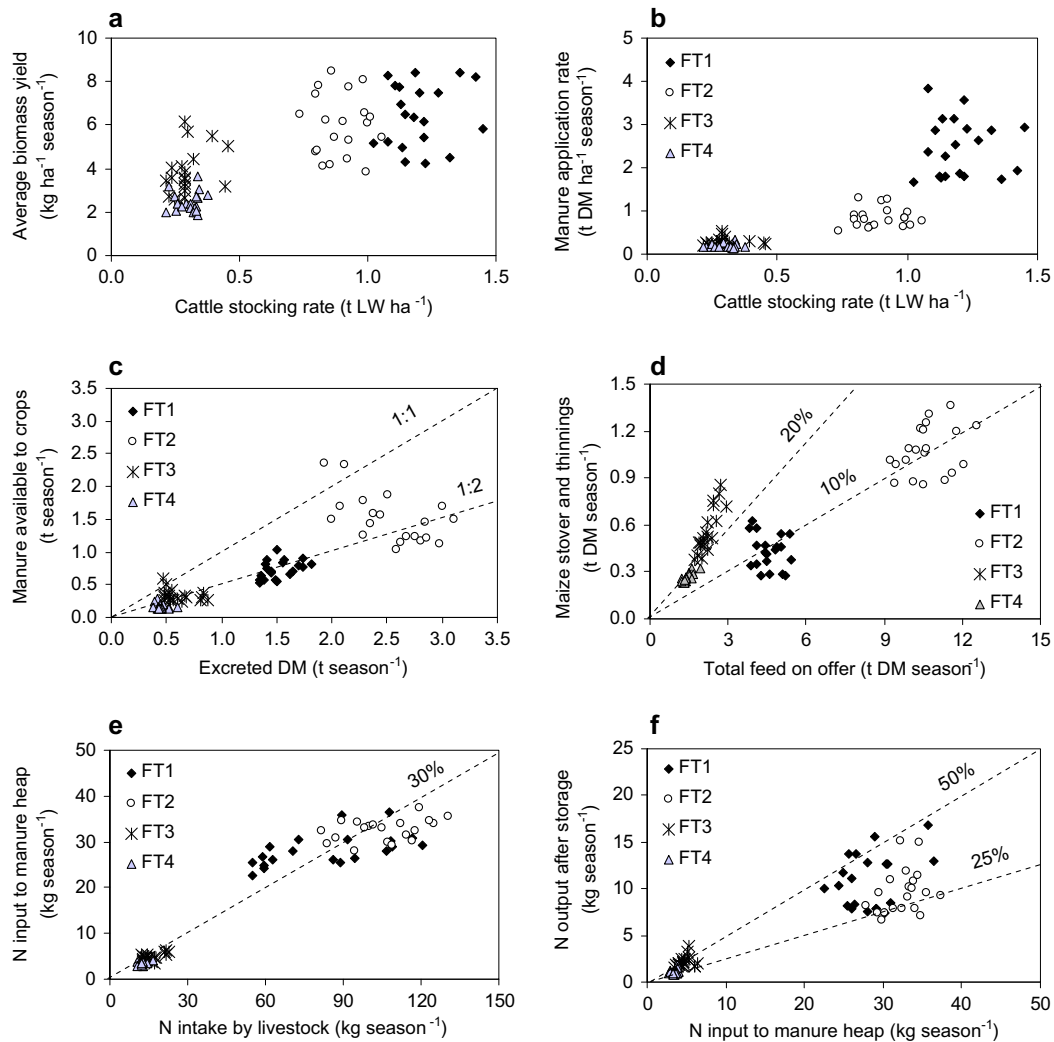 a
Average biomass yield
(kg ha⁻¹ season⁻¹)
10
8
6
4
2
0
0.0
0.5
1.0
1.5
Cattle stocking rate (t LW ha⁻¹)
b
Manure application rate
(t DM ha⁻¹ season⁻¹)
5
4
3
2
1
0
FT1
FT2
FT3
FT4
0.0
0.5
1.0
1.5
Cattle stocking rate (t LW ha⁻¹)
c
Manure available to crops
(t season⁻¹)
3.5
3.0
2.5
2.0
1.5
1.0
0.5
0.0
FT1
FT2
FT3
FT4
1:1
1:2
0.0
0.5
1.0
1.5
2.0
2.5
3.0
3.5
Excreted DM (t season⁻¹)
d
Maize stover and thinnings
(t DM season⁻¹)
1.5
1.2
0.9
0.6
0.3
0.0
20%
10%
FT1
FT2
FT3
FT4
0
3
6
9
12
15
Total feed on offer (t DM season⁻¹)
e
N input to manure heap
(kg season⁻¹)
50
40
30
20
10
0
FT1
FT2
FT3
FT4
30%
0
30
60
90
120
150
N intake by livestock (kg season⁻¹)
f
N output after storage
(kg season⁻¹)
25
20
15
10
5
0
FT1
FT2
FT3
FT4
50%
25%
0
10
20
30
40
50
N input to manure heap (kg season⁻¹)